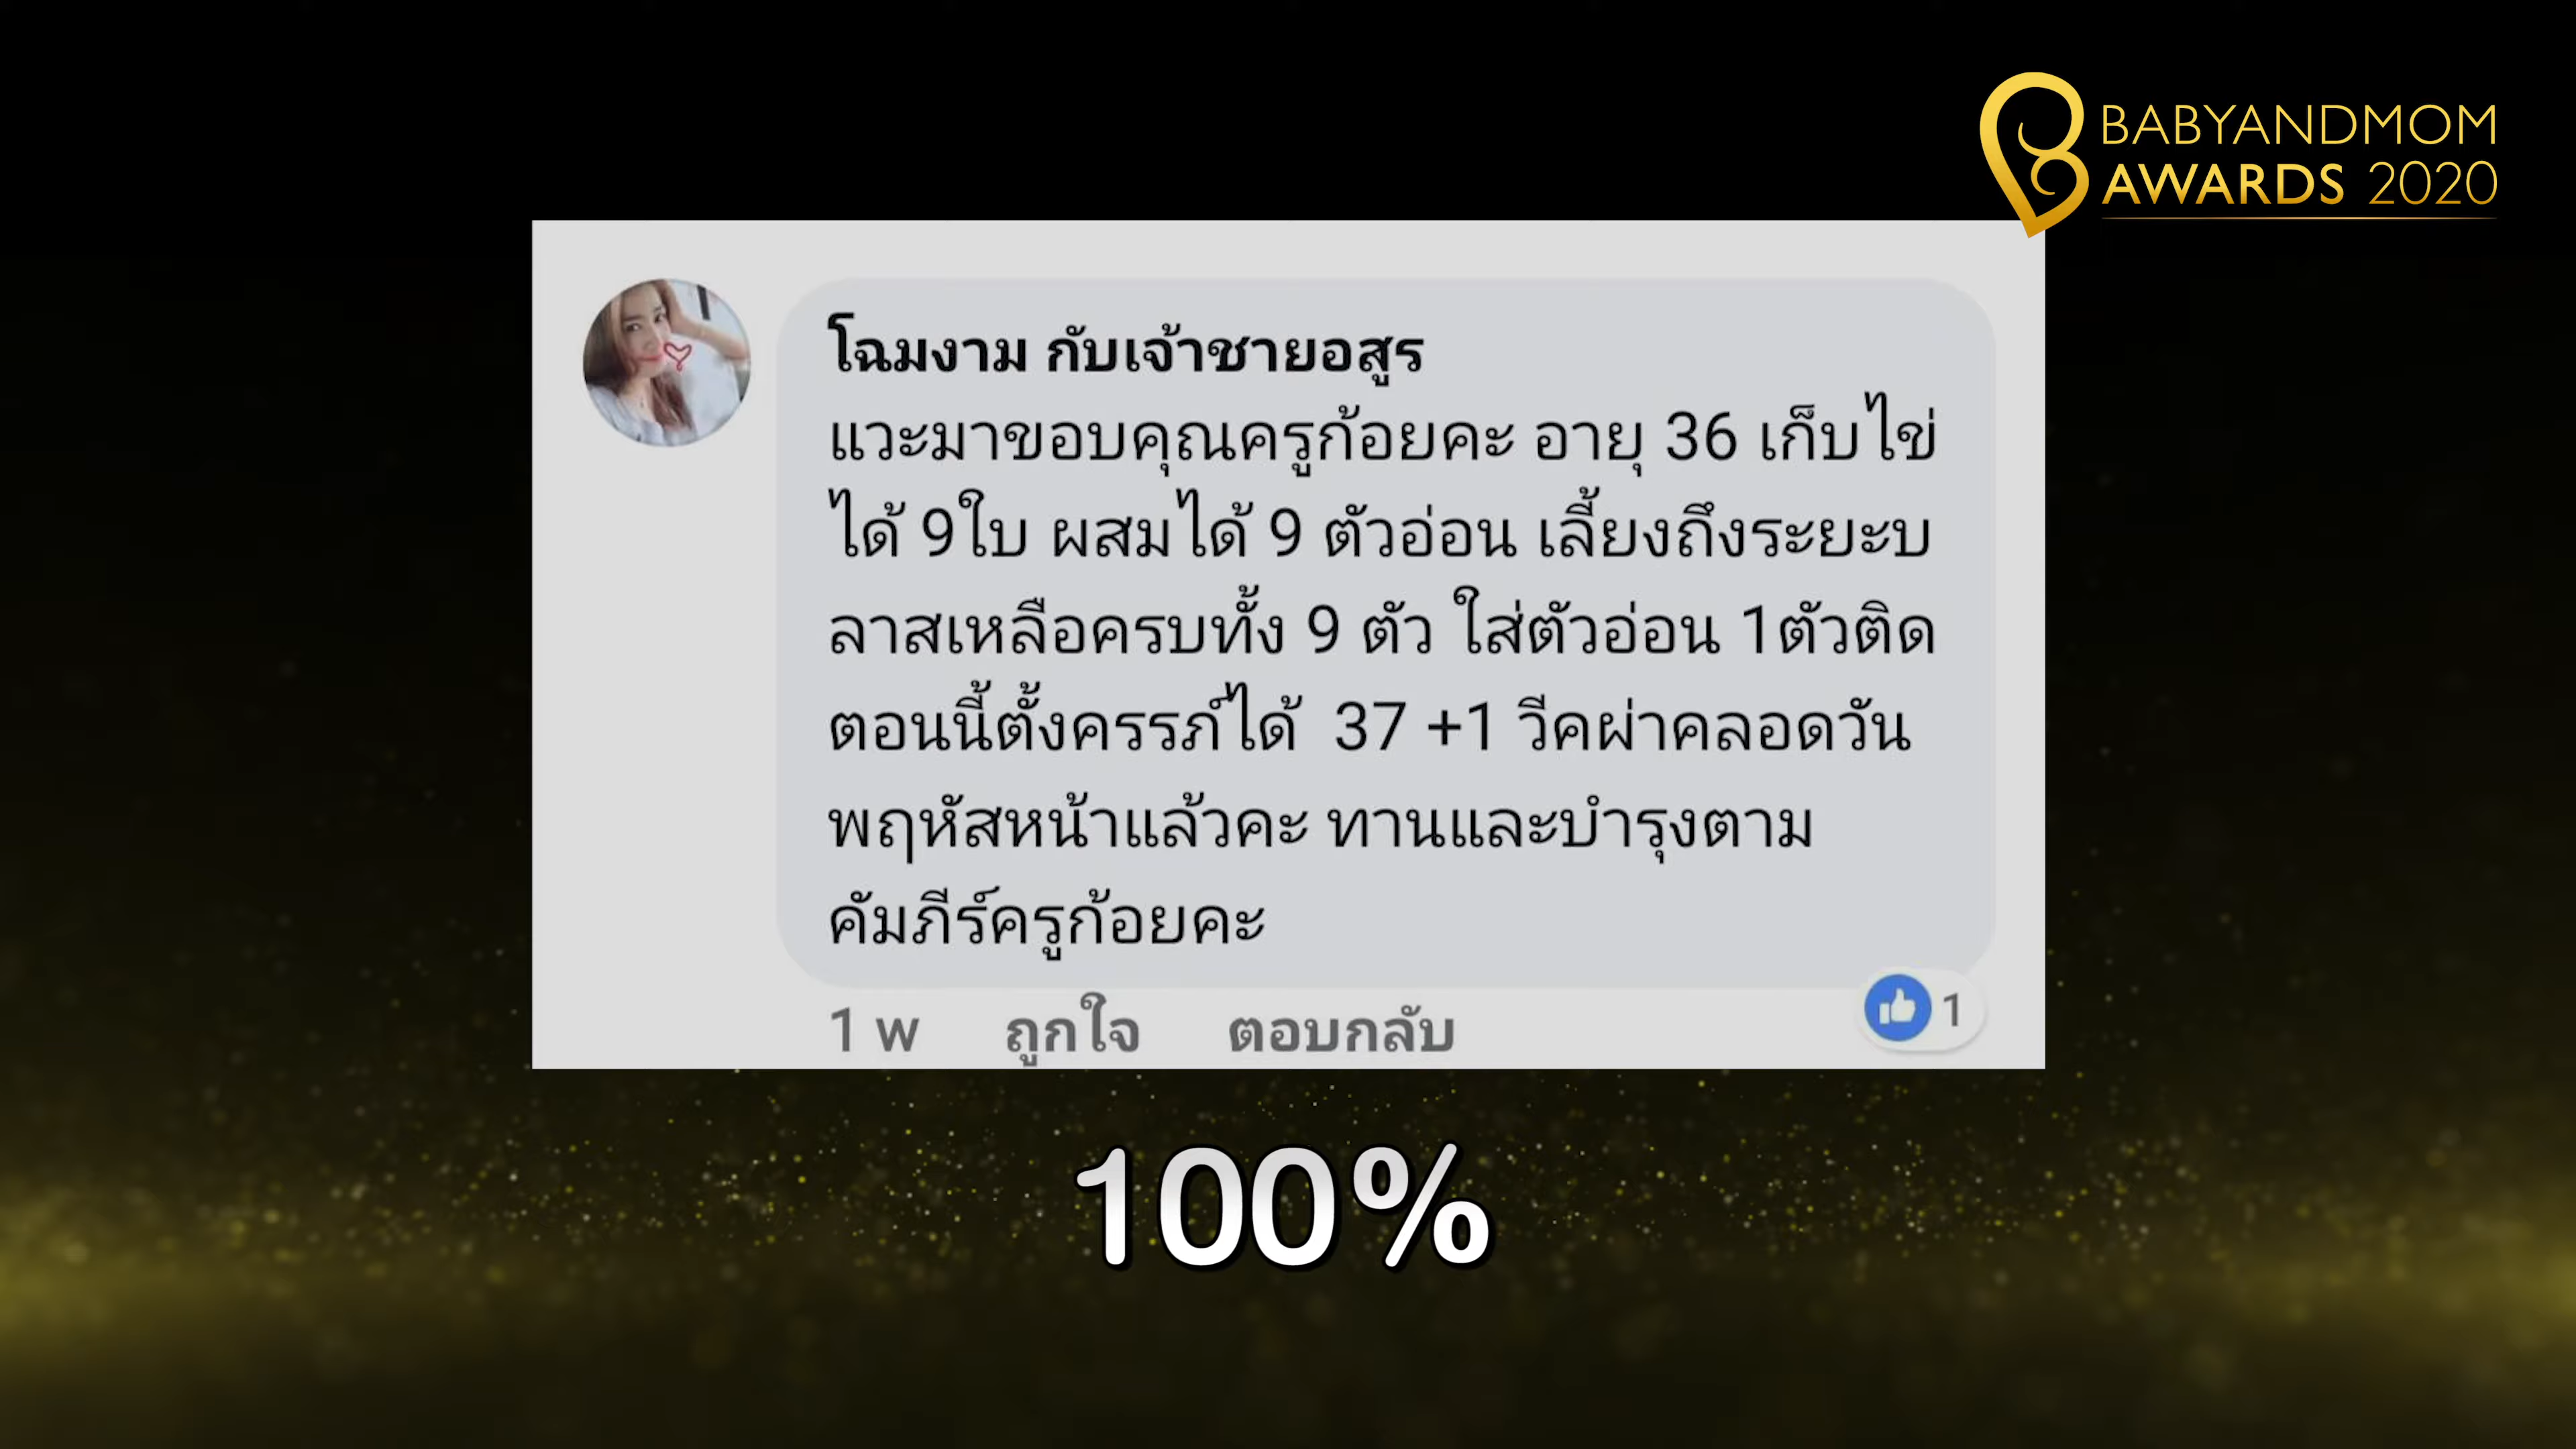 BABYANDMOM
AWARDS 2020
โฉมงาม กับเจ้าชายอสูร
แวะมาขอบคุณครูก้อยคะ อายุ 36 เก็บไข่
ได้ 9ใบ ผสมได้ 9 ตัวอ่อน เลี้ยงถึงระยะบ
ลาสเหลือครบทั้ง 9 ตัว ใส่ตัวอ่อน 1ตัวติด
ตอนนี้ตั้งครรภ์ได้ 37 +1 วีคผ่าคลอดวัน
พฤหัสหน้าแล้วคะ ทานและบำรุงตาม
คัมภีร์ครูก้อยคะ
1 พ ถูกใจ ตอบกลับ 1
100%